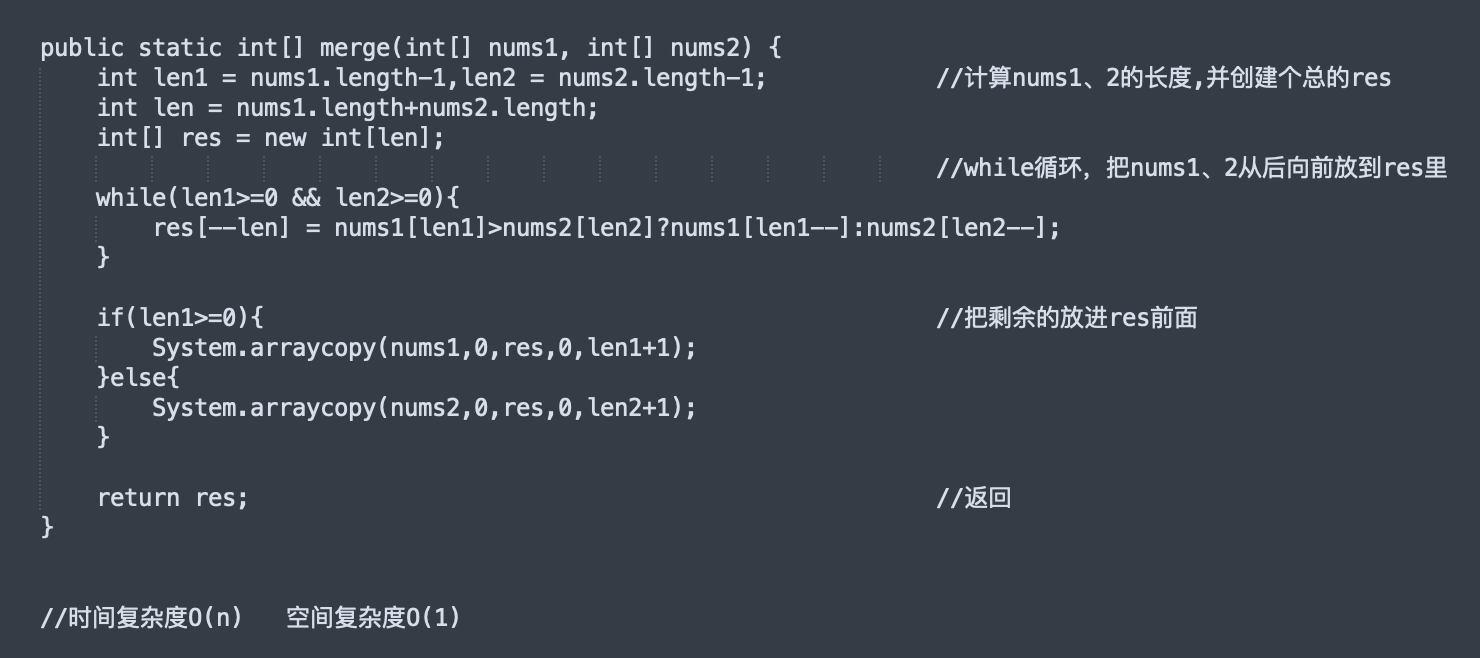 public static int[] merge(int[] nums1, int[] nums2) {
    int len1 = nums1.length-1,len2 = nums2.length-1;            //计算nums1、2的长度,并创建个总的res
    int len = nums1.length+nums2.length;
    int[] res = new int[len];
                                                            //while循环，把nums1、2从后向前放到res里
    while(len1>=0 && len2>=0){
        res[--len] = nums1[len1]>nums2[len2]?nums1[len1--]:nums2[len2--];
    }
    if(len1>=0){                                                //把剩余的放进res前面
        System.arraycopy(nums1,0,res,0,len1+1);
    }else{
        System.arraycopy(nums2,0,res,0,len2+1);
    }
    return res;                                                 //返回
}
//时间复杂度O(n)   空间复杂度O(1)